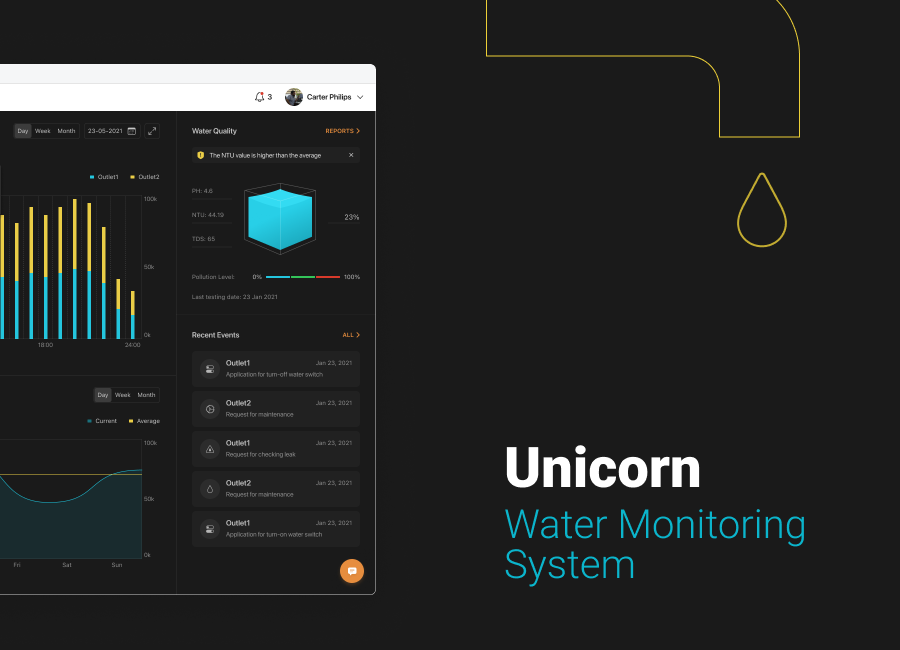 3 Carter Philips
Day Week Month 23-05-2021
Outlet1 Outlet2
100k
50k
0k
18:00 24:00
Day Week Month
Current Average
100k
50k
0k
Fri Sat Sun
Water Quality REPORTS
The NTU value is higher than the average
PH: 4.6
NTU: 44.19
TDS: 65
23%
Pollution Level: 0% 100%
Last testing date: 23 Jan 2021
Recent Events ALL
Outlet1 Jan 23, 2021
Application for turn-off water switch
Outlet2 Jan 23, 2021
Request for maintenance
Outlet1 Jan 23, 2021
Request for checking leak
Outlet2 Jan 23, 2021
Request for maintenance
Outlet1 Jan 23, 2021
Application for turn-on water switch
Unicorn
Water Monitoring
System